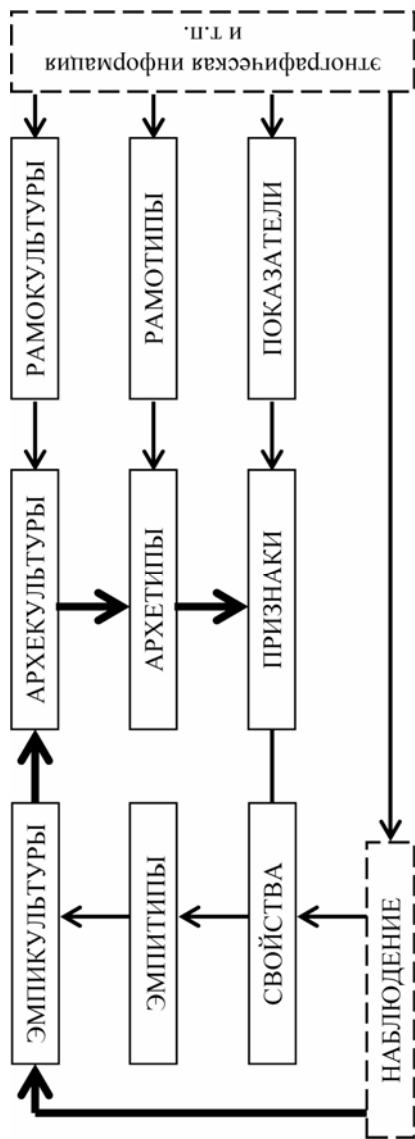 ЭМПИКУЛЬТУРЫ
АРХЕКУЛЬТУРЫ
РАМОКУЛЬТУРЫ
ЭМПИТИПЫ
АРХЕТИПЫ
РАМОТИПЫ
СВОЙСТВА
ПРИЗНАКИ
ПОКАЗАТЕЛИ
НАБЛЮДЕНИЕ
этнографическая информация
и т.п.